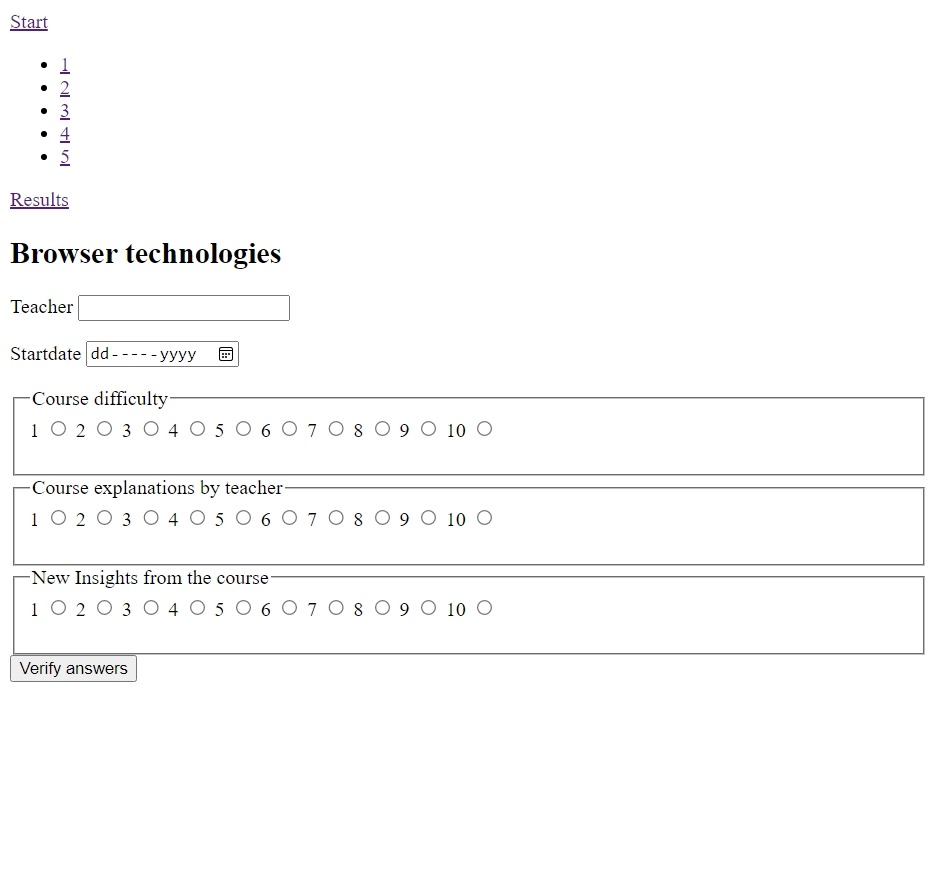 Start
1
2
3
4
5
Results
Browser technologies
Teacher
Startdate dd-----yyyy
Course difficulty
1 2 3 4 5 6 7 8 9 10
Course explanations by teacher
1 2 3 4 5 6 7 8 9 10
New Insights from the course
1 2 3 4 5 6 7 8 9 10
Verify answers